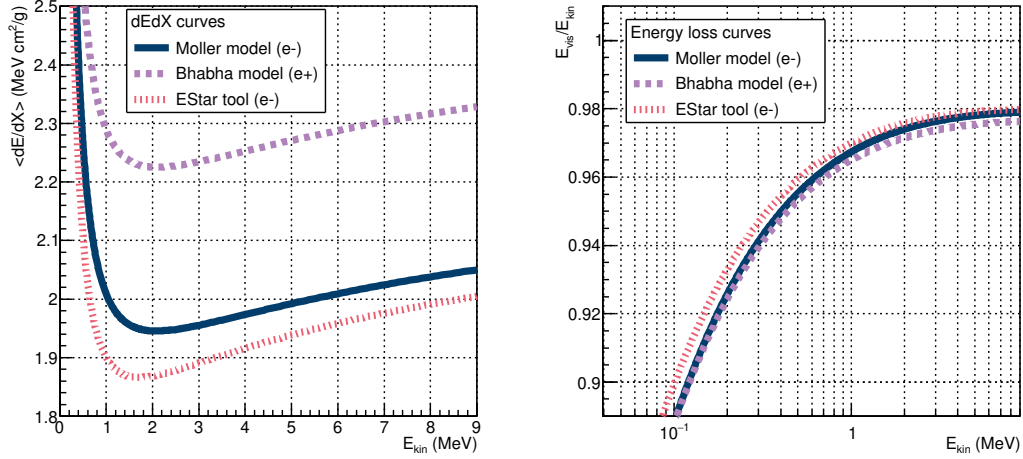 <dE/dX> (MeV cm²/g)
2.5
2.4
2.3
2.2
2.1
2
1.9
1.8
dEdX curves
Moller model (e-)
Bhabha model (e+)
EStar tool (e-)
0 1 2 3 4 5 6 7 8 9
E_kin (MeV)
E_vis/E_kin
1
0.98
0.96
0.94
0.92
0.9
Energy loss curves
Moller model (e-)
Bhabha model (e+)
EStar tool (e-)
10⁻¹ 1
E_kin (MeV)